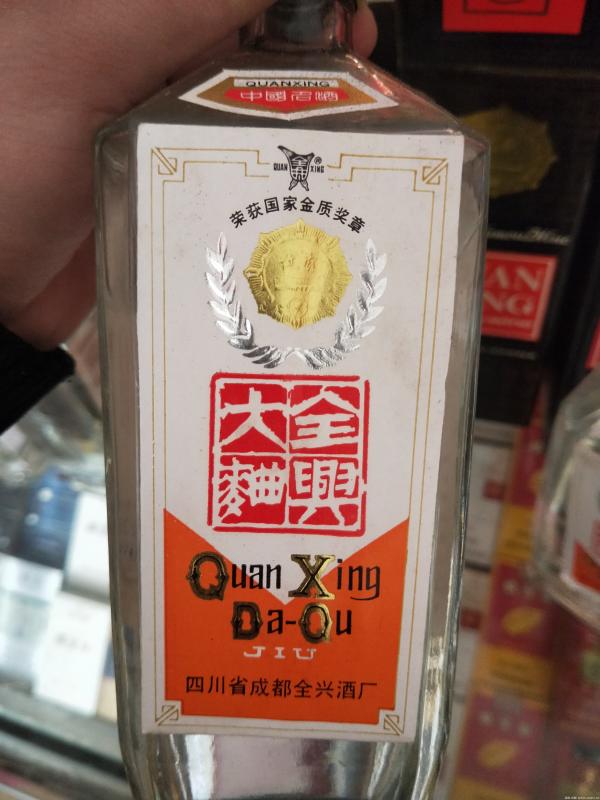 QUANXING
中國名酒
QUAN XING ®
荣获国家金质奖章
全興
大麯
Quan Xing
Da-Qu
JIU
四川省成都全兴酒厂